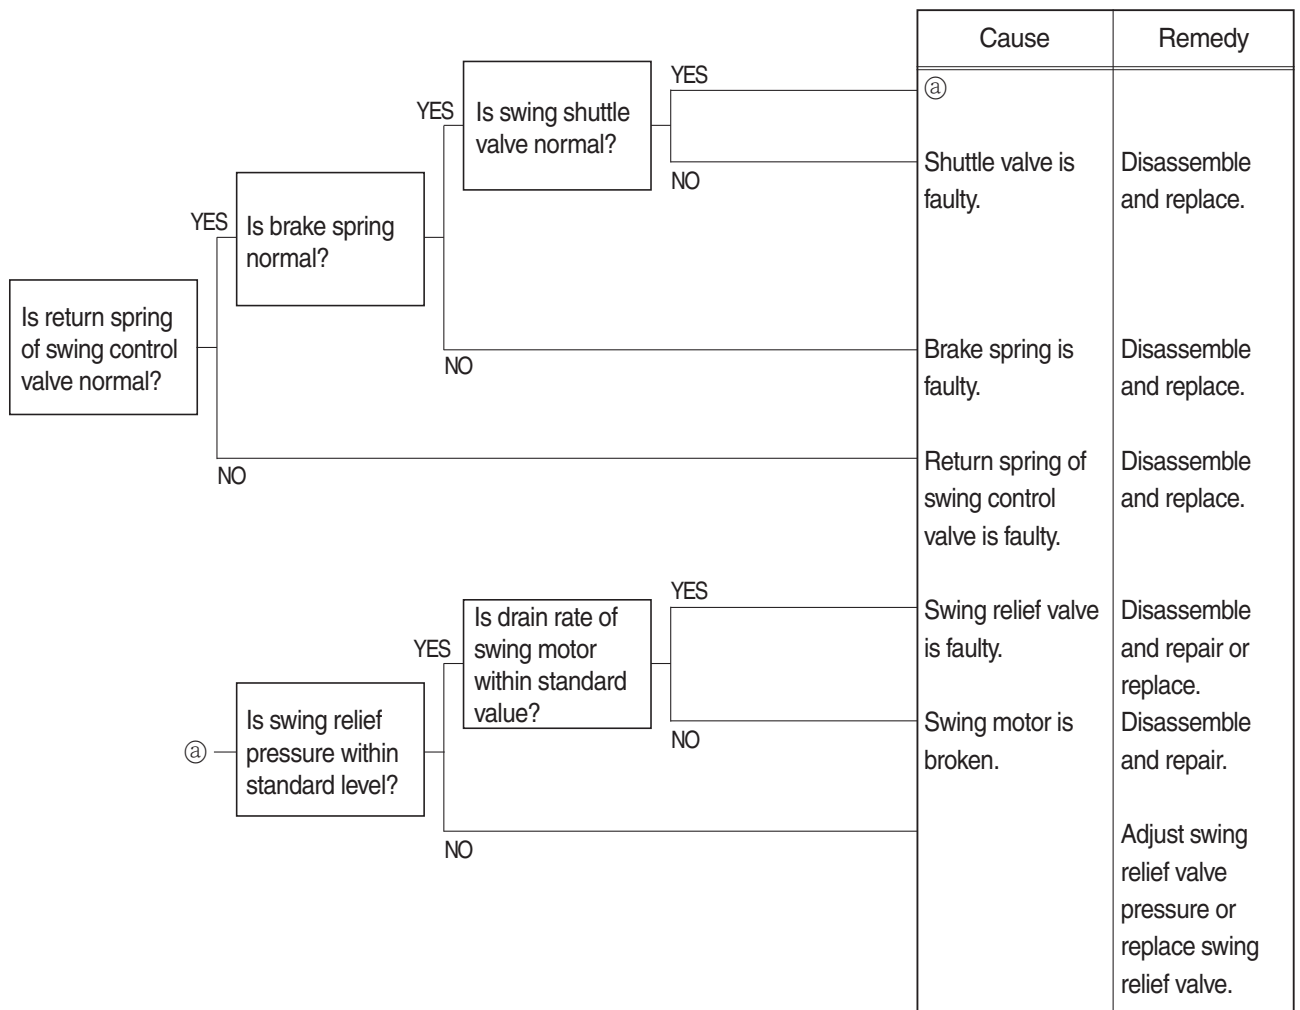 Cause
Remedy
YES
ⓐ
YES
Is swing shuttle
valve normal?
NO
Shuttle valve is
faulty.
Disassemble
and replace.
YES
Is brake spring
normal?
NO
Brake spring is
faulty.
Disassemble
and replace.
Is return spring
of swing control
valve normal?
NO
Return spring of
swing control
valve is faulty.
Disassemble
and replace.
YES
Swing relief valve
is faulty.
Disassemble
and repair or
replace.
YES
Is drain rate of
swing motor
within standard
value?
NO
Swing motor is
broken.
Disassemble
and repair.
ⓐ
Is swing relief
pressure within
standard level?
NO
Adjust swing
relief valve
pressure or
replace swing
relief valve.